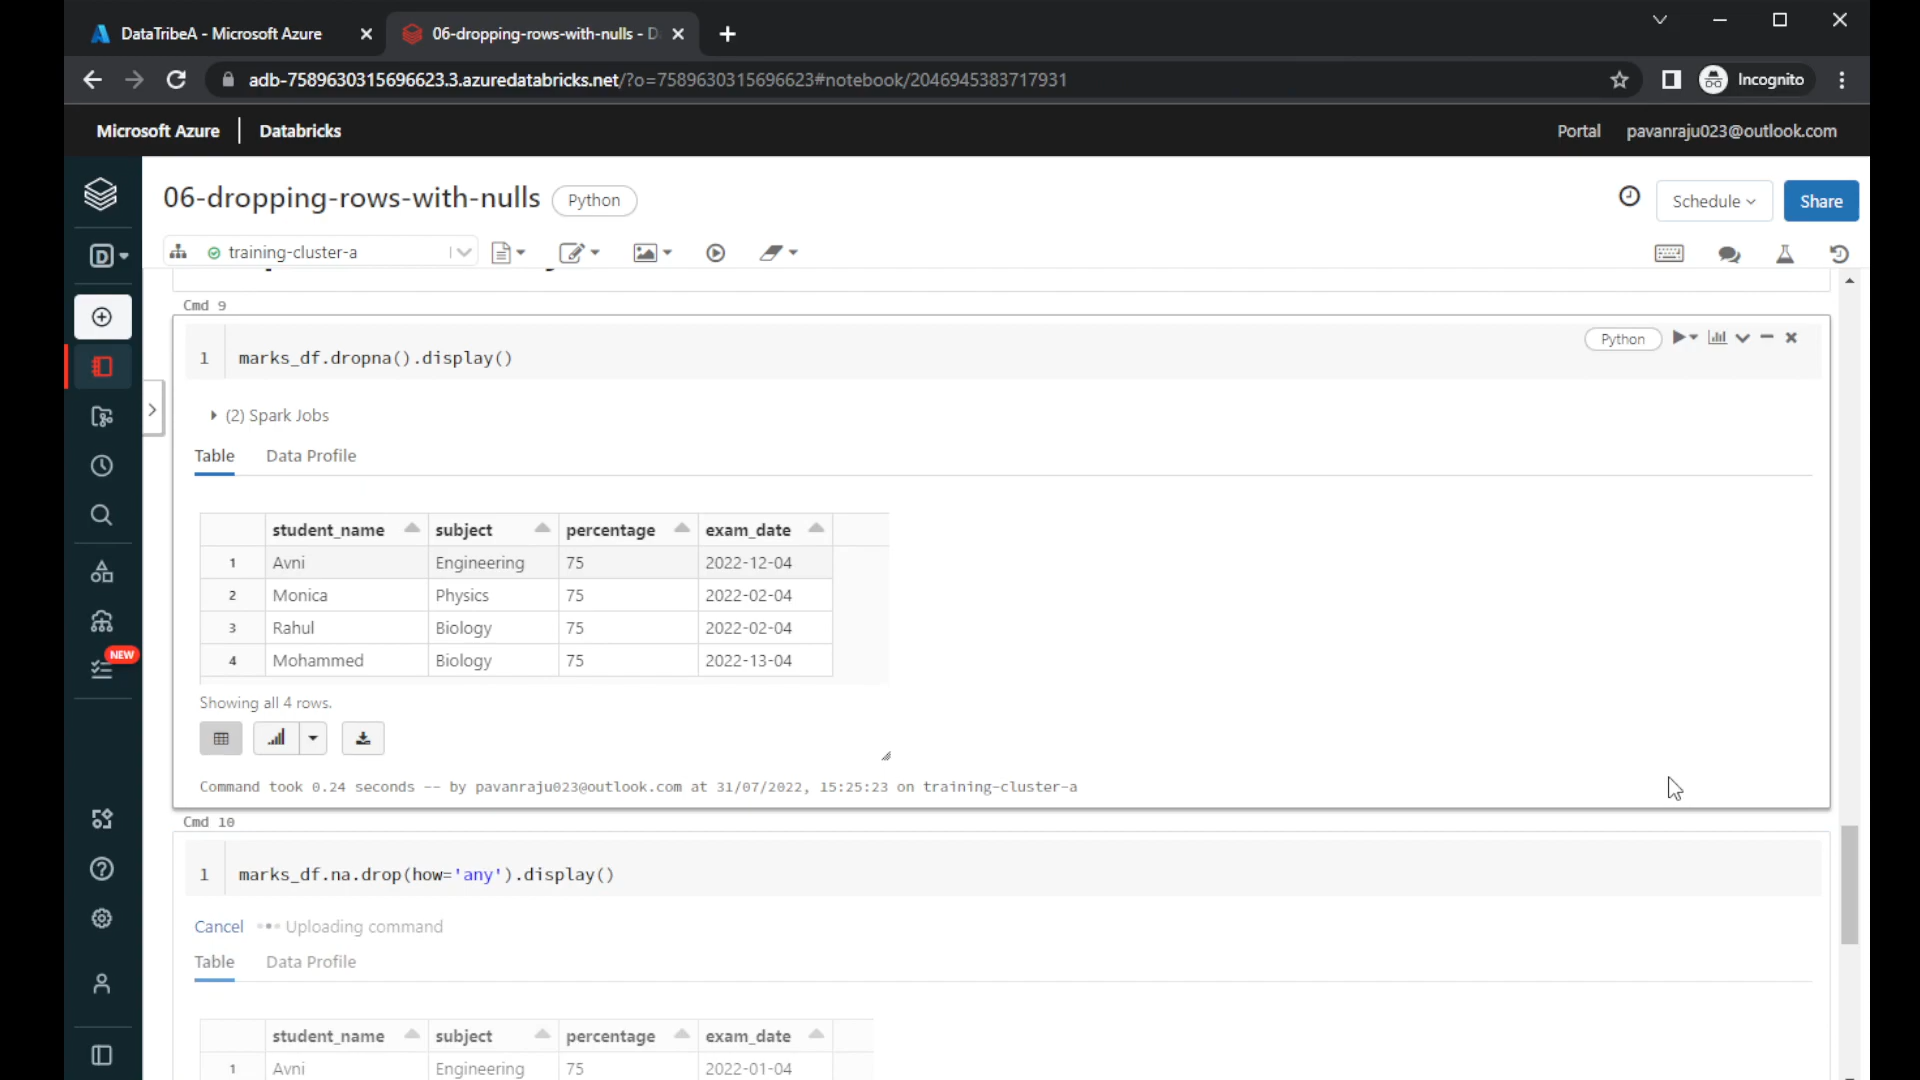 DataTribeA - Microsoft Azure
06-dropping-rows-with-nulls - D
adb-7589630315696623.3.azuredatabricks.net/?o=7589630315696623#notebook/2046945383717931
Incognito
Microsoft Azure | Databricks
Portal pavanraju023@outlook.com
06-dropping-rows-with-nulls Python
Schedule Share
training-cluster-a
D
NEW
Cmd 9
Python
1 marks_df.dropna().display()
(2) Spark Jobs
Table Data Profile
student_name subject percentage exam_date
1 Avni Engineering 75 2022-12-04
2 Monica Physics 75 2022-02-04
3 Rahul Biology 75 2022-02-04
4 Mohammed Biology 75 2022-13-04
Showing all 4 rows.
Command took 0.24 seconds -- by pavanraju023@outlook.com at 31/07/2022, 15:25:23 on training-cluster-a
Cmd 10
1 marks_df.na.drop(how='any').display()
Cancel Uploading command
Table Data Profile
student_name subject percentage exam_date
1 Avni Engineering 75 2022-01-04